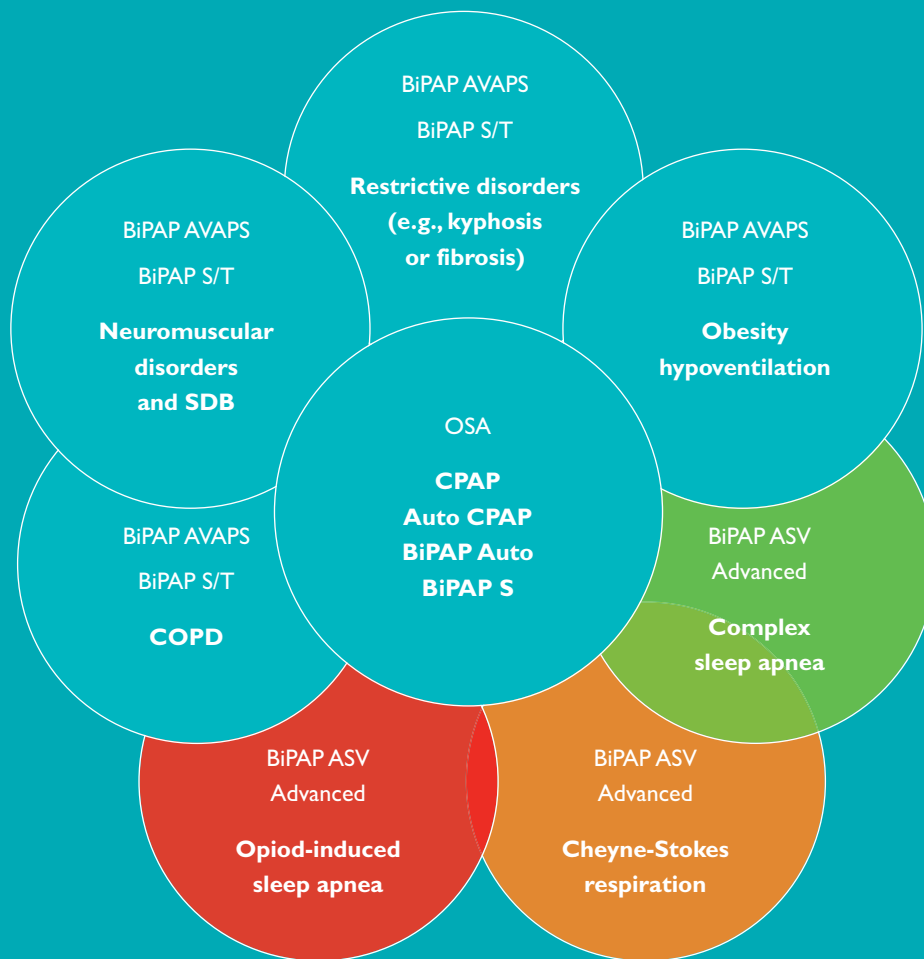 BiPAP AVAPS
BiPAP S/T
Restrictive disorders
(e.g., kyphosis
or fibrosis)
BiPAP AVAPS
BiPAP S/T
Neuromuscular
disorders
and SDB
BiPAP AVAPS
BiPAP S/T
Obesity
hypoventilation
OSA
CPAP
Auto CPAP
BiPAP Auto
BiPAP S
BiPAP AVAPS
BiPAP S/T
COPD
BiPAP ASV
Advanced
Complex
sleep apnea
BiPAP ASV
Advanced
Opiod-induced
sleep apnea
BiPAP ASV
Advanced
Cheyne-Stokes
respiration